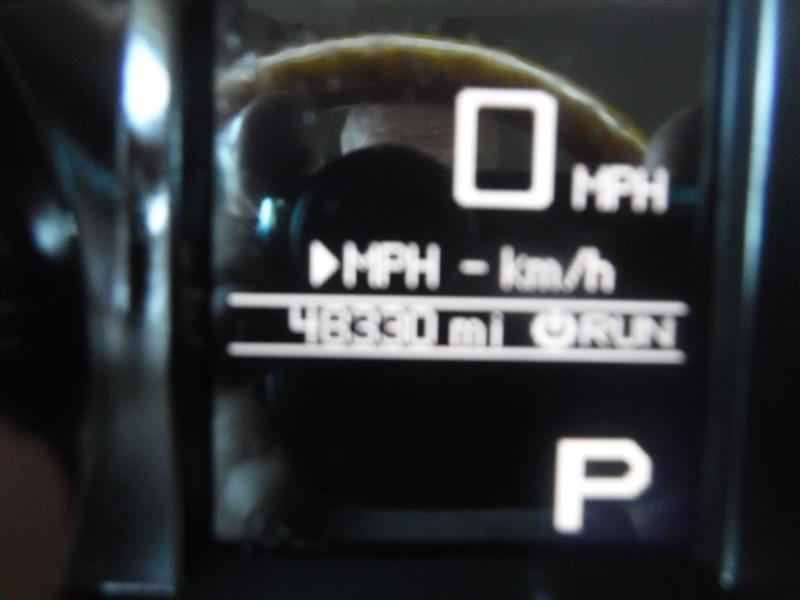 0 MPH
▶MPH - km/h
48330 mi ⏻RUN
P